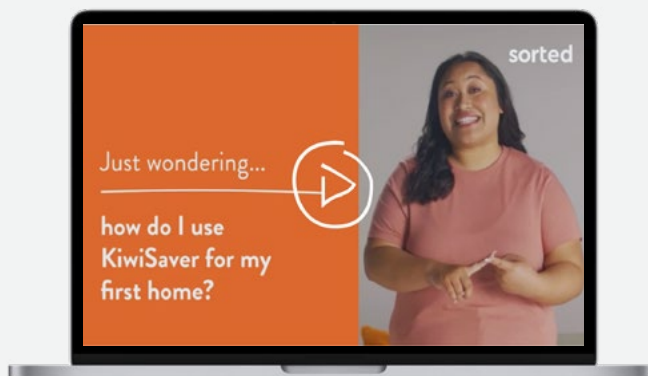 sorted
Just wondering...
how do I use
KiwiSaver for my
first home?